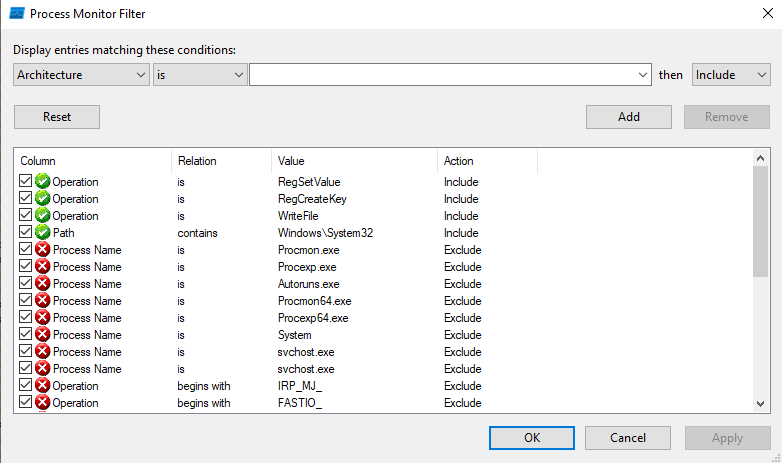 Process Monitor Filter
Display entries matching these conditions:
Architecture is then Include
Reset Add Remove
Column Relation Value Action
Operation is RegSetValue Include
Operation is RegCreateKey Include
Operation is WriteFile Include
Path contains Windows\System32 Include
Process Name is Procmon.exe Exclude
Process Name is Procexp.exe Exclude
Process Name is Autoruns.exe Exclude
Process Name is Procmon64.exe Exclude
Process Name is Procexp64.exe Exclude
Process Name is System Exclude
Process Name is svchost.exe Exclude
Process Name is svchost.exe Exclude
Operation begins with IRP_MJ_ Exclude
Operation begins with FASTIO_ Exclude
OK Cancel Apply